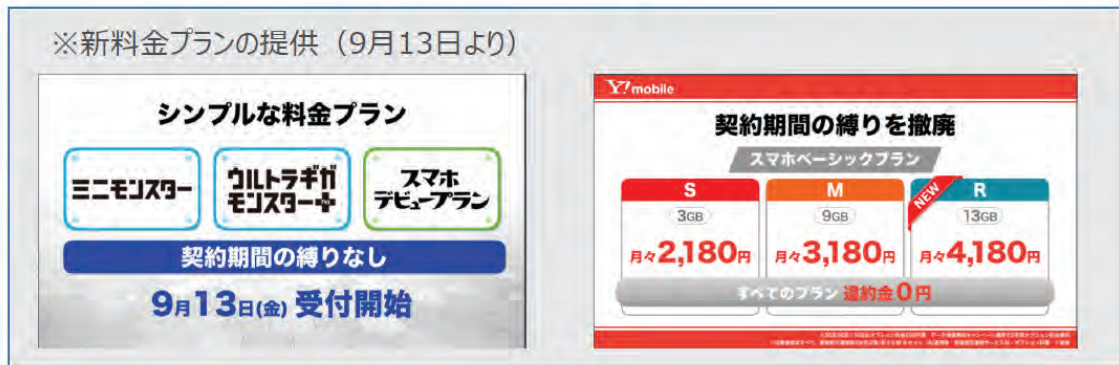 ※新料金プランの提供(9月13日より)
シンプルな料金プラン
ミニモンスター
ウルトラギガ
モンスター+
スマホ
デビュープラン
契約期間の縛りなし
9月13日(金) 受付開始
Y!mobile
契約期間の縛りを撤廃
スマホベーシックプラン
S
3GB
月々2,180円
M
9GB
月々3,180円
NEW
R
13GB
月々4,180円
すべてのプラン 違約金0円